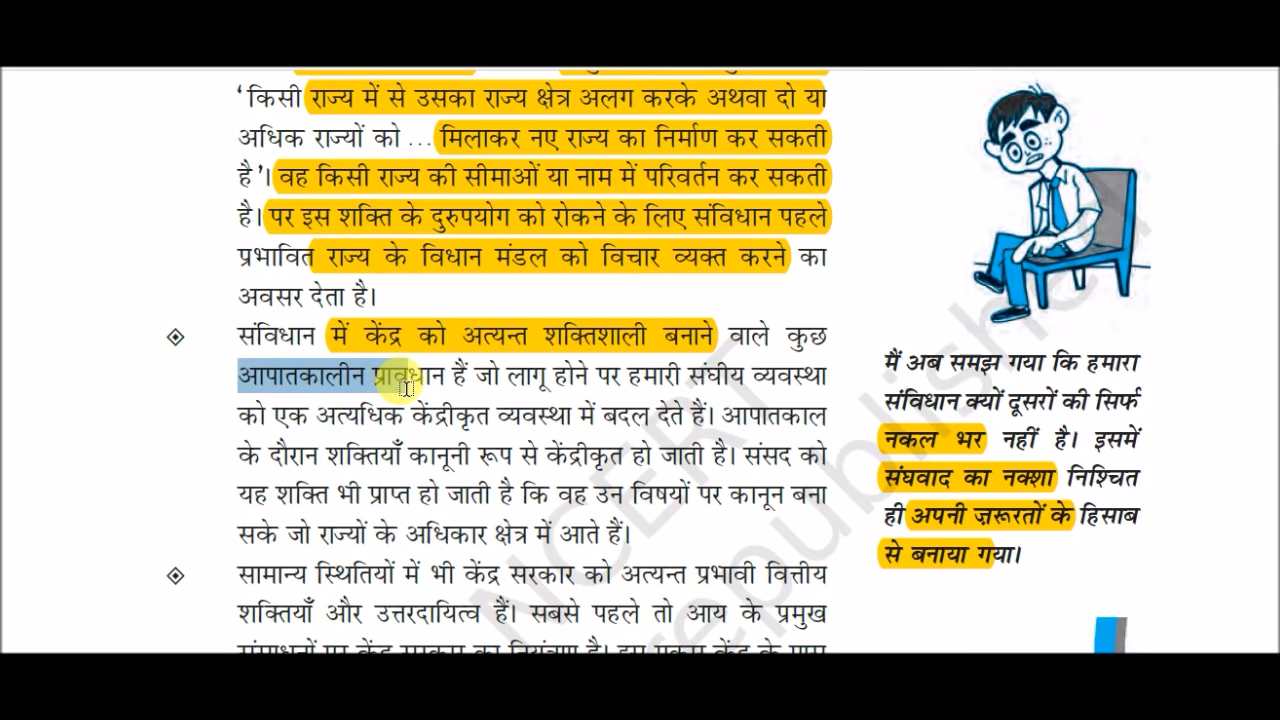 ‘किसी राज्य में से उसका राज्य क्षेत्र अलग करके अथवा दो या
अधिक राज्यों को ... मिलाकर नए राज्य का निर्माण कर सकती
है’। वह किसी राज्य की सीमाओं या नाम में परिवर्तन कर सकती
है। पर इस शक्ति के दुरुपयोग को रोकने के लिए संविधान पहले
प्रभावित राज्य के विधान मंडल को विचार व्यक्त करने का
अवसर देता है।
संविधान में केंद्र को अत्यन्त शक्तिशाली बनाने वाले कुछ
आपातकालीन प्रावधान हैं जो लागू होने पर हमारी संघीय व्यवस्था
को एक अत्यधिक केंद्रीकृत व्यवस्था में बदल देते हैं। आपातकाल
के दौरान शक्तियाँ कानूनी रूप से केंद्रीकृत हो जाती है। संसद को
यह शक्ति भी प्राप्त हो जाती है कि वह उन विषयों पर कानून बना
सके जो राज्यों के अधिकार क्षेत्र में आते हैं।
सामान्य स्थितियों में भी केंद्र सरकार को अत्यन्त प्रभावी वित्तीय
शक्तियाँ और उत्तरदायित्व हैं। सबसे पहले तो आय के प्रमुख
मैं अब समझ गया कि हमारा
संविधान क्यों दूसरों की सिर्फ
नकल भर नहीं है। इसमें
संघवाद का नक्शा निश्चित
ही अपनी ज़रूरतों के हिसाब
से बनाया गया।
NCERT
republished